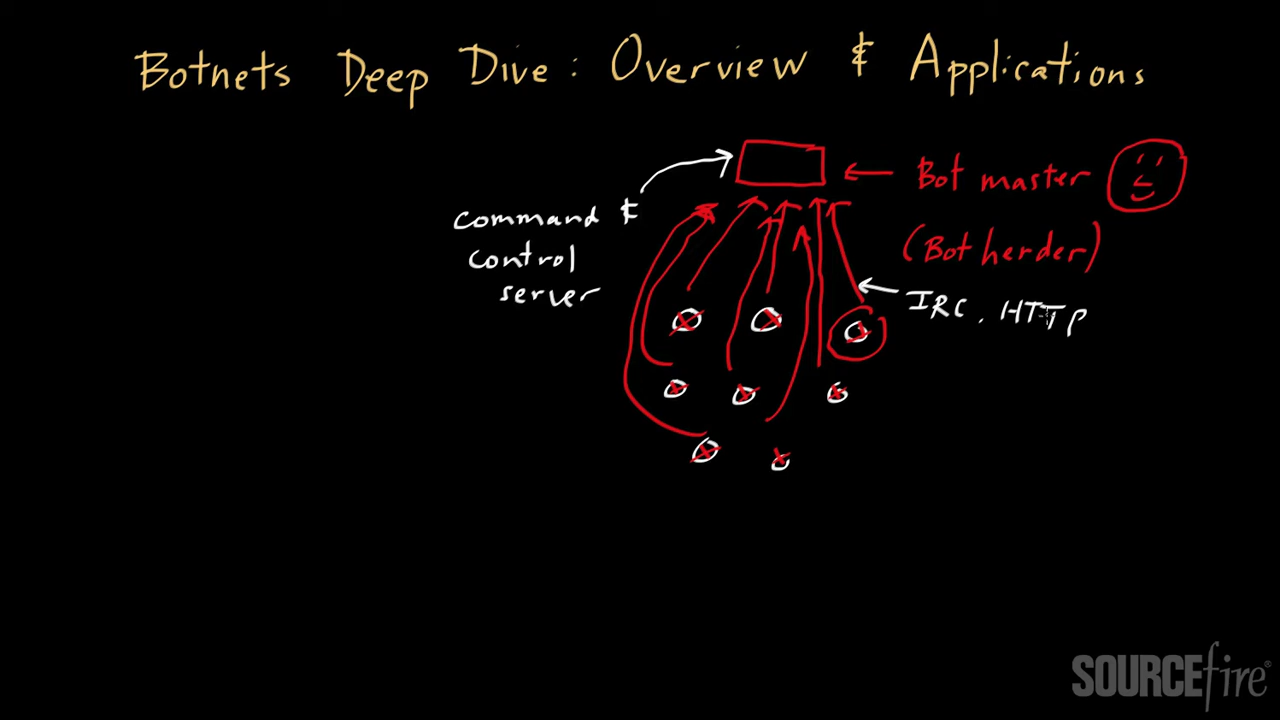 Botnets Deep Dive: Overview & Applications
Command &
control
server
Bot master
(Bot herder)
IRC, HTTP
SOURCEfire®